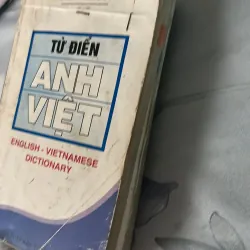 TỪ ĐIỂN
ANH
VIỆT
ENGLISH - VIETNAMESE
DICTIONARY